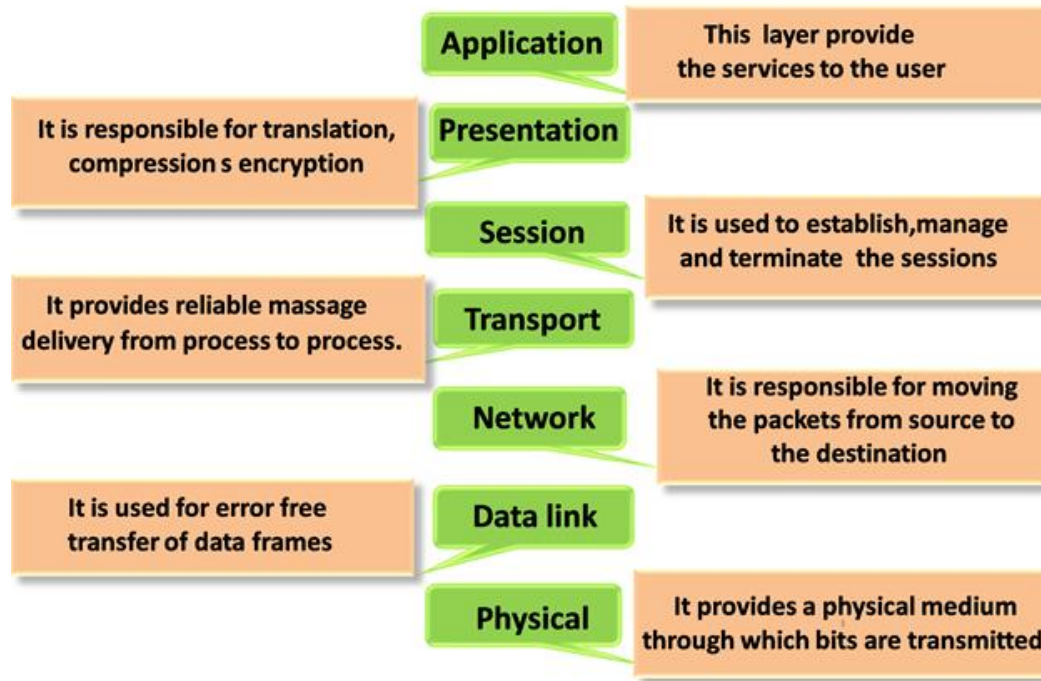 Application
This layer provide
the services to the user
Presentation
It is responsible for translation,
compression s encryption
Session
It is used to establish,manage
and terminate the sessions
Transport
It provides reliable massage
delivery from process to process.
Network
It is responsible for moving
the packets from source to
the destination
Data link
It is used for error free
transfer of data frames
Physical
It provides a physical medium
through which bits are transmitted